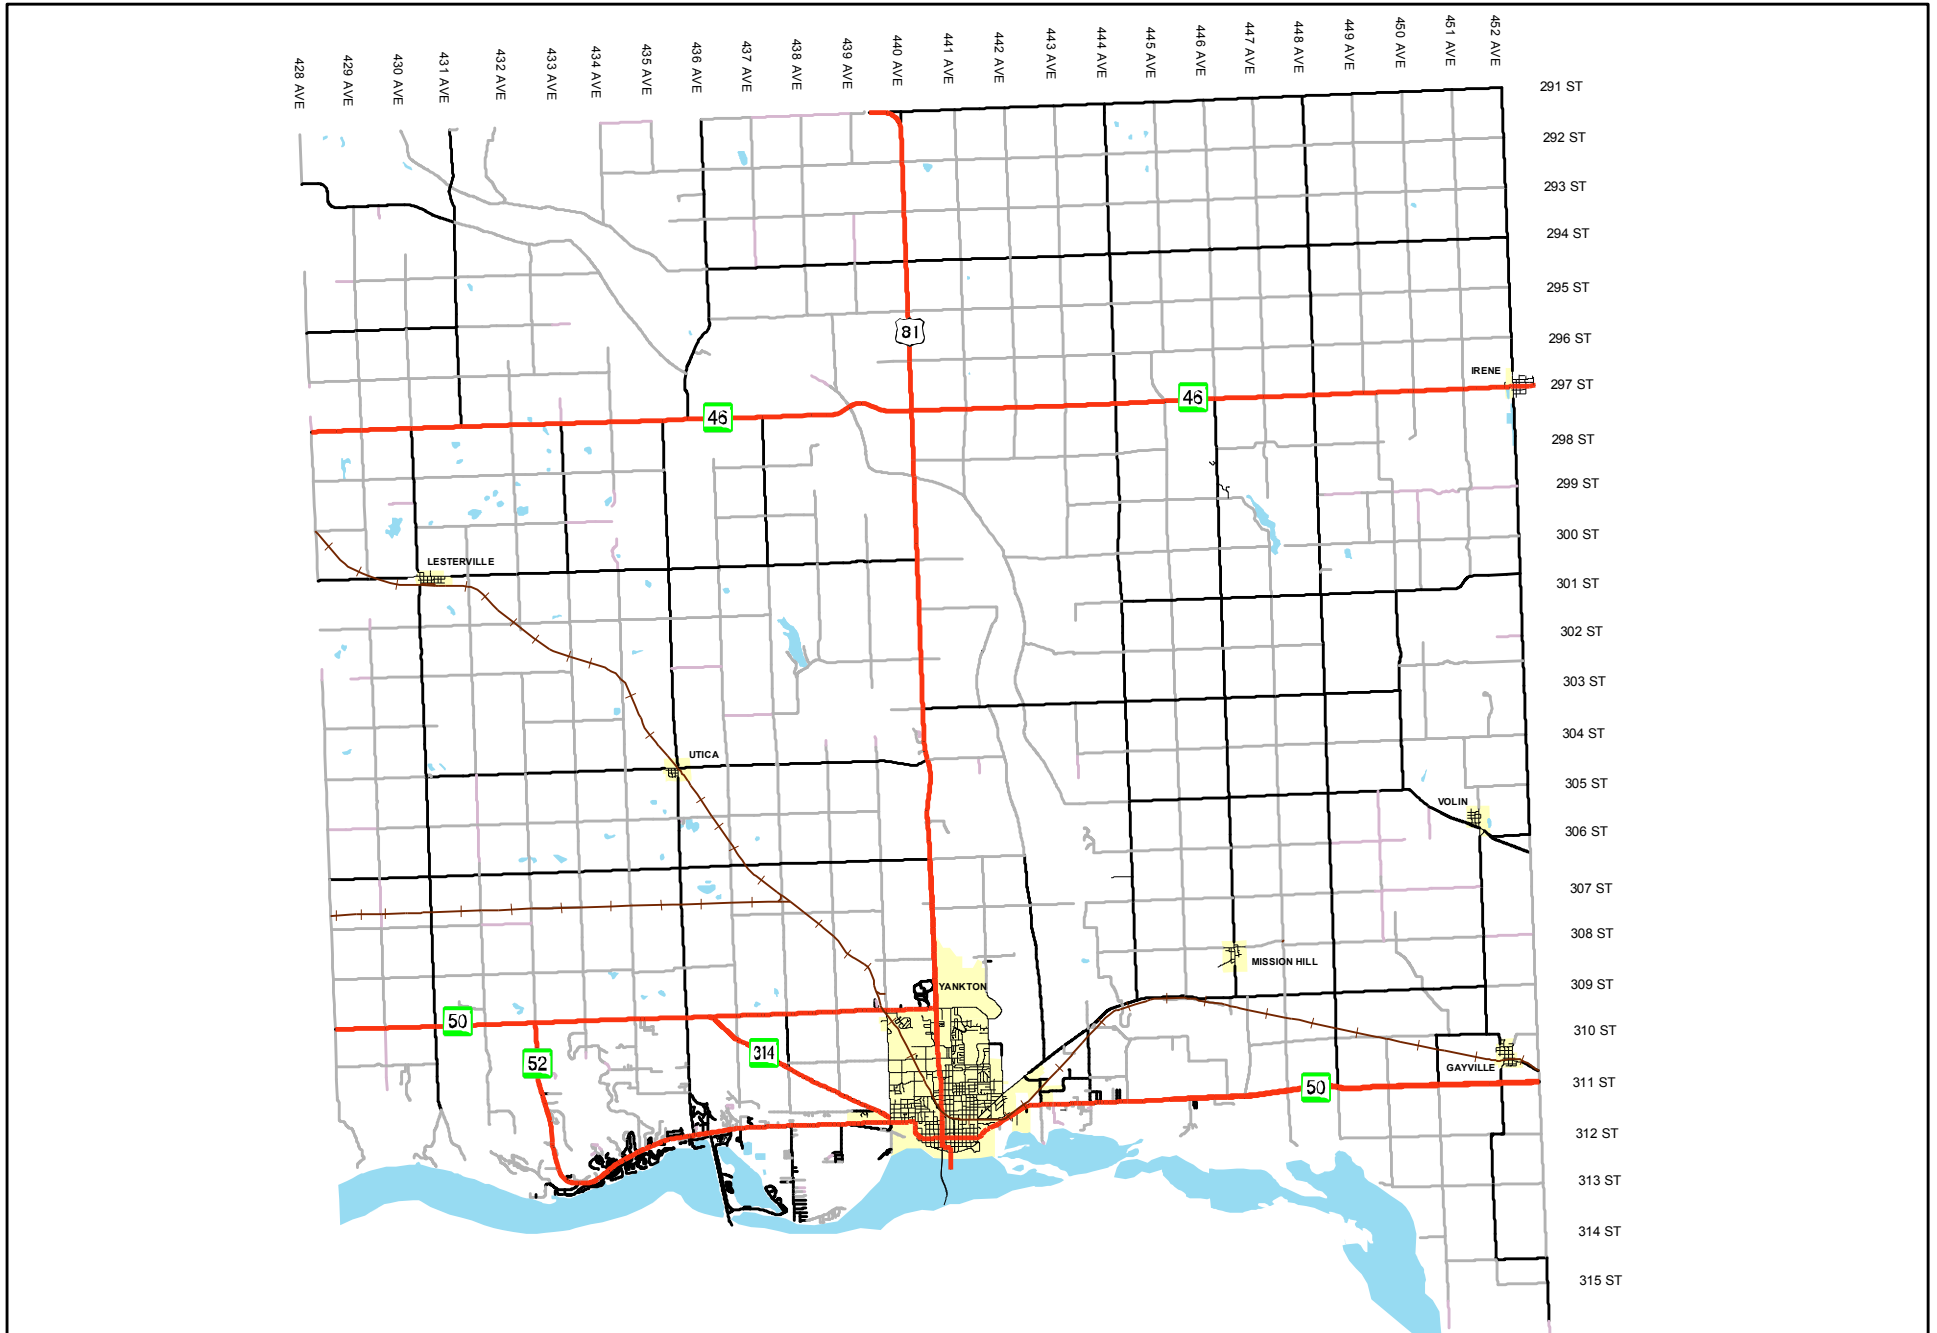 428 AVE
429 AVE
430 AVE
431 AVE
432 AVE
433 AVE
434 AVE
435 AVE
436 AVE
437 AVE
438 AVE
439 AVE
440 AVE
441 AVE
442 AVE
443 AVE
444 AVE
445 AVE
446 AVE
447 AVE
448 AVE
449 AVE
450 AVE
451 AVE
452 AVE
291 ST
292 ST
293 ST
294 ST
295 ST
81
296 ST
IRENE
297 ST
46
46
298 ST
299 ST
300 ST
LESTERVILLE
301 ST
302 ST
303 ST
304 ST
UTICA
305 ST
VOLIN
306 ST
307 ST
308 ST
MISSION HILL
YANKTON
309 ST
50
310 ST
314
52
GAYVILLE
311 ST
50
312 ST
313 ST
314 ST
315 ST